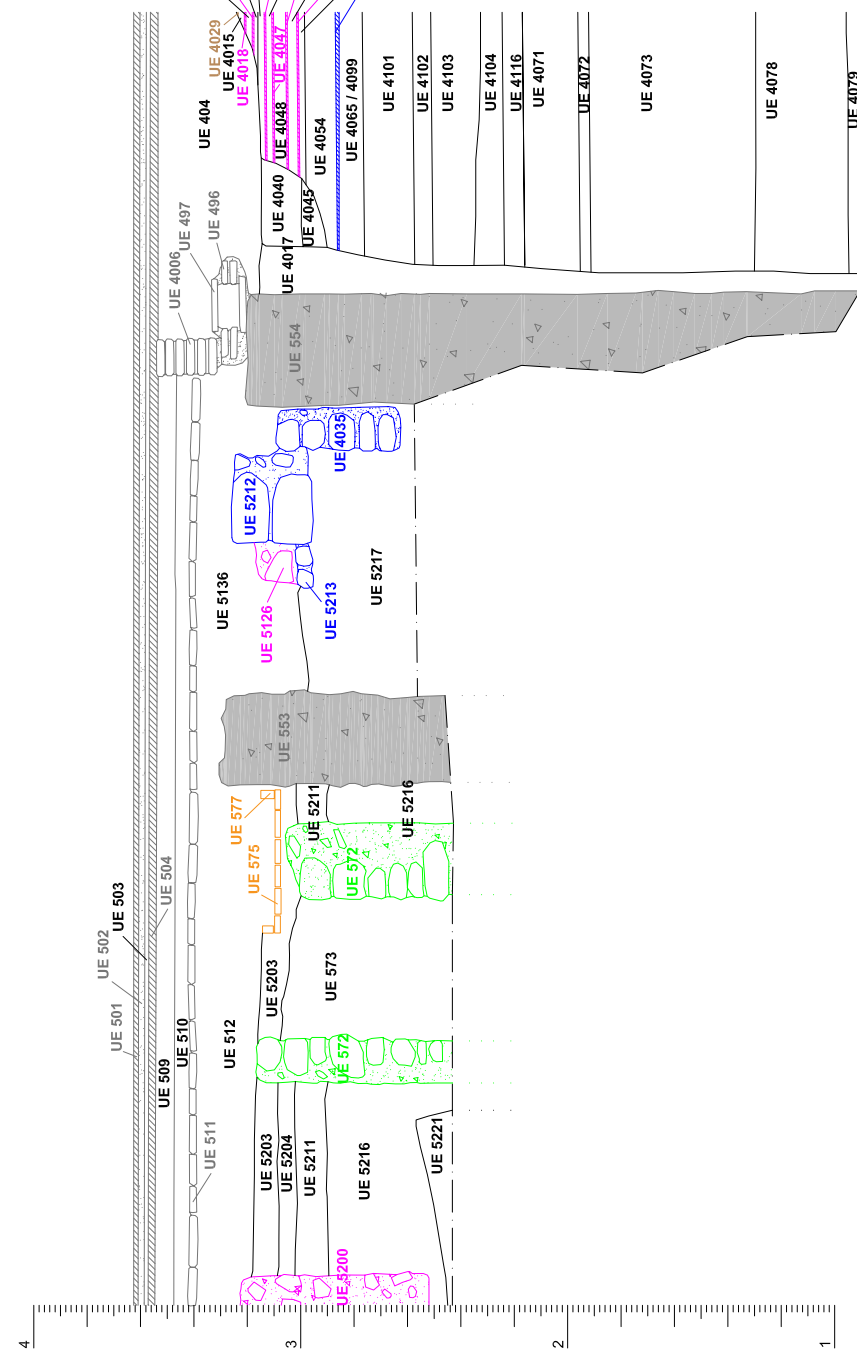 UE 4029
UE 4015
UE 4018
UE 404
UE 4047
UE 4048
UE 4054
UE 4065 / 4099
UE 4101
UE 4102
UE 4103
UE 4104
UE 4116
UE 4071
UE 4072
UE 4073
UE 4078
UE 4079
UE 4040
UE 4045
UE 4017
UE 496
UE 497
UE 4006
UE 554
UE 4035
UE 5212
UE 5136
UE 5126
UE 5213
UE 5217
UE 553
UE 577
UE 575
UE 5211
UE 5216
UE 572
UE 504
UE 503
UE 502
UE 501
UE 509
UE 510
UE 512
UE 511
UE 5203
UE 573
UE 572
UE 5203
UE 5204
UE 5211
UE 5216
UE 5221
UE 5200
4
3
2
1